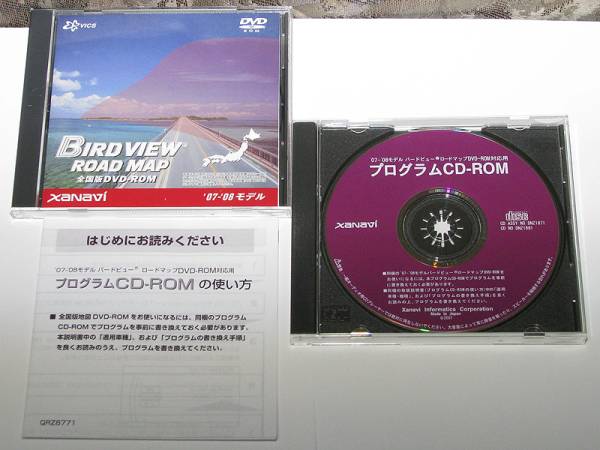 VICS
DVD
ROM
BIRDVIEW®
ROAD MAP
全国版DVD-ROM
xanavi
'07-'08モデル
はじめにお読みください
'07-'08モデル バードビュー® ロードマップDVD-ROM対応用
プログラムCD-ROM の使い方
■ 全国版地図 DVD-ROM をお使いになるには、同梱のプログラム
CD-ROM でプログラムを事前に書き換えておく必要があります。
本説明書中の「適用車種」、および「プログラムの書き換え手順」
を良くお読みのうえ、プログラムを書き換えてください。
QRZ6771
'07-'08モデル バードビュー®ロードマップDVD-ROM対応用
プログラムCD-ROM
xanavi
Xanavi Informatics Corporation
Made in Japan